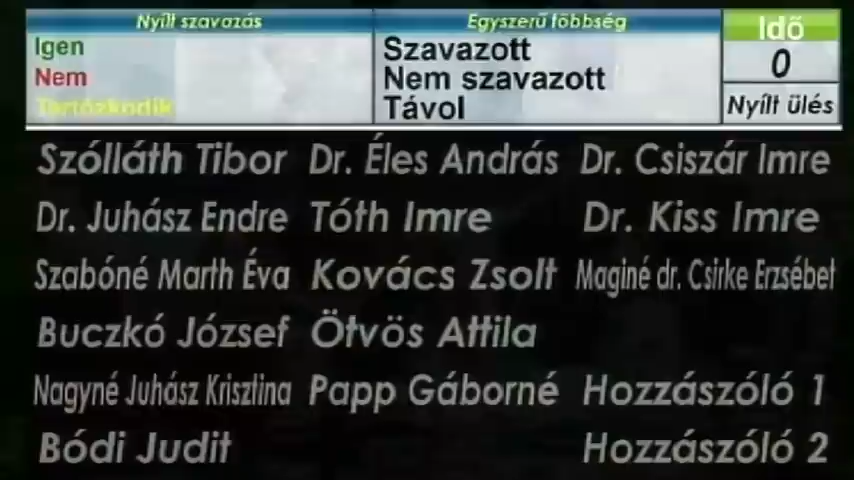 Nyílt szavazás Egyszerű többség Idő
Igen Szavazott 0
Nem Nem szavazott
Tartózkodik Távol Nyílt ülés
Szólláth Tibor Dr. Éles András Dr. Csiszár Imre
Dr. Juhász Endre Tóth Imre Dr. Kiss Imre
Szabóné Marth Éva Kovács Zsolt Maginé dr. Csirke Erzsébet
Buczkó József Ötvös Attila
Nagyné Juhász Krisztina Papp Gáborné Hozzászóló 1
Bódi Judit Hozzászóló 2